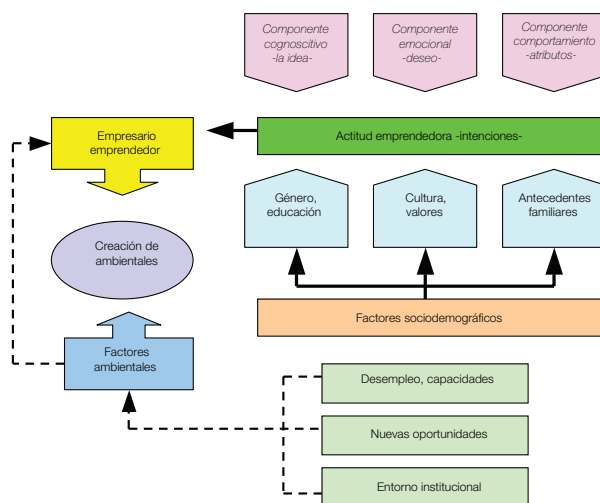 Componente
cognoscitivo
-la idea-
Componente
emocional
-deseo-
Componente
comportamiento
-atributos-
Empresario
emprendedor
Actitud emprendedora -intenciones-
Género,
educación
Cultura,
valores
Antecedentes
familiares
Creación de
ambientales
Factores sociodemográficos
Factores
ambientales
Desempleo, capacidades
Nuevas oportunidades
Entorno institucional